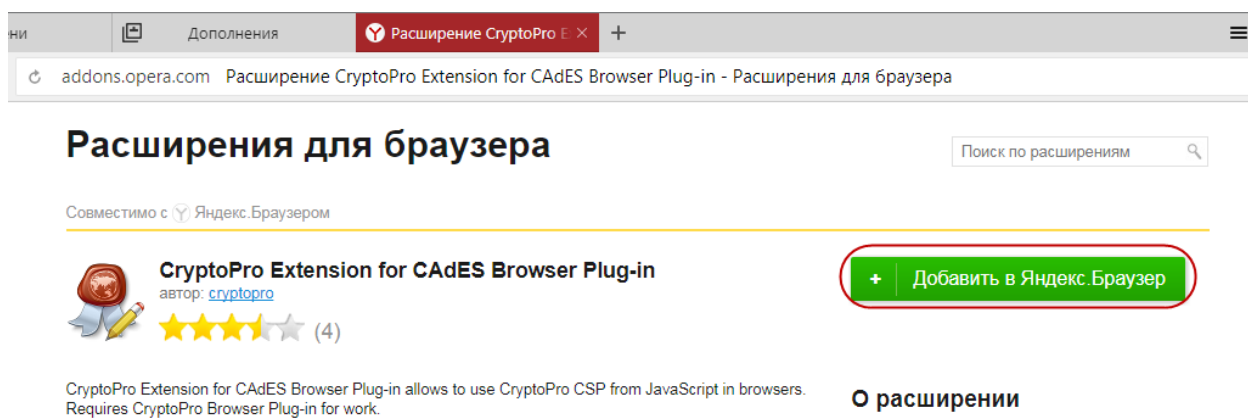 ни
Дополнения
Расширение CryptoPro E
addons.opera.com Расширение CryptoPro Extension for CAdES Browser Plug-in - Расширения для браузера
Расширения для браузера
Поиск по расширениям
Совместимо с Яндекс.Браузером
CryptoPro Extension for CAdES Browser Plug-in
автор: cryptopro
(4)
+ Добавить в Яндекс.Браузер
CryptoPro Extension for CAdES Browser Plug-in allows to use CryptoPro CSP from JavaScript in browsers.
Requires CryptoPro Browser Plug-in for work.
О расширении